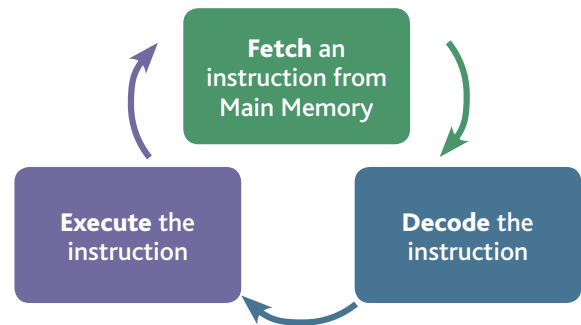 Fetch an
instruction from
Main Memory
Execute the
instruction
Decode the
instruction